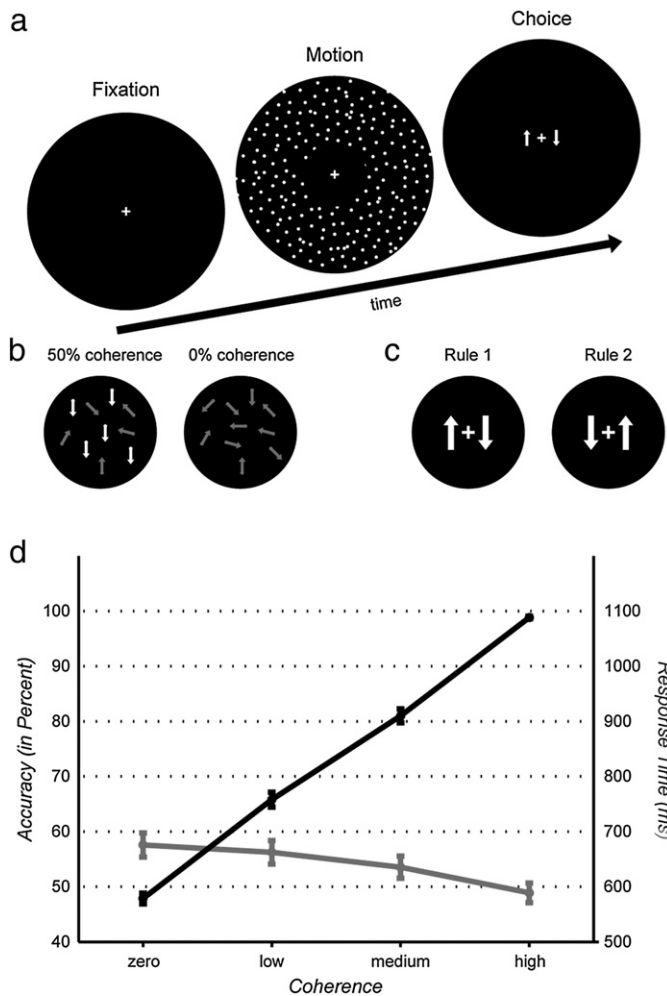 a
Fixation
Motion
Choice
time
b
50% coherence
0% coherence
c
Rule 1
Rule 2
d
Accuracy (in Percent)
100
90
80
70
60
50
40
1100
1000
900
800
700
600
500
Response Time (ms)
zero
low
medium
high
Coherence